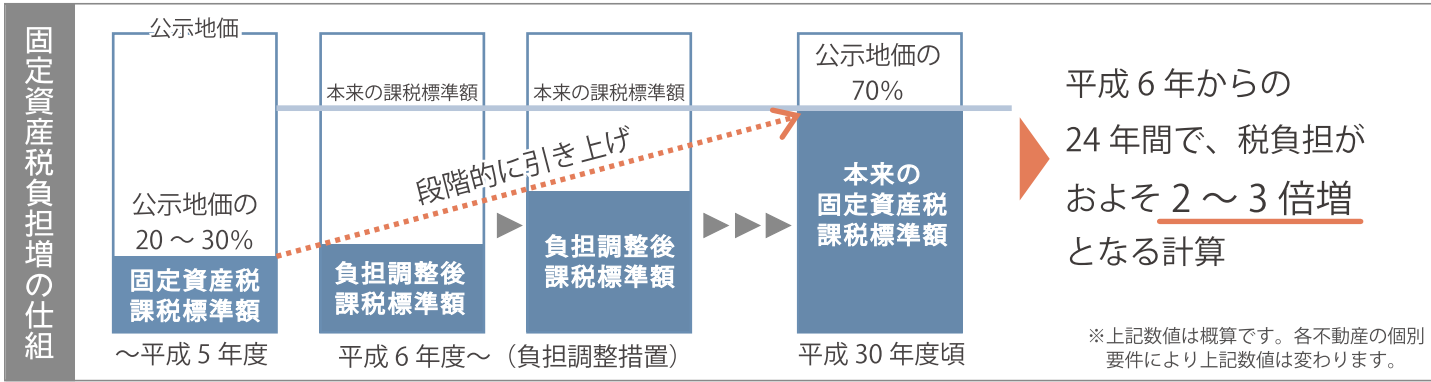 固定資産税負担増の仕組
公示地価
公示地価の
20～30%
固定資産税
課税標準額
～平成5年度
本来の課税標準額
負担調整後
課税標準額
本来の課税標準額
負担調整後
課税標準額
平成6年度～（負担調整措置）
段階的に引き上げ
公示地価の
70%
本来の
固定資産税
課税標準額
平成30年度頃
平成6年からの
24年間で、税負担が
およそ2～3倍増
となる計算
※上記数値は概算です。各不動産の個別
要件により上記数値は変わります。